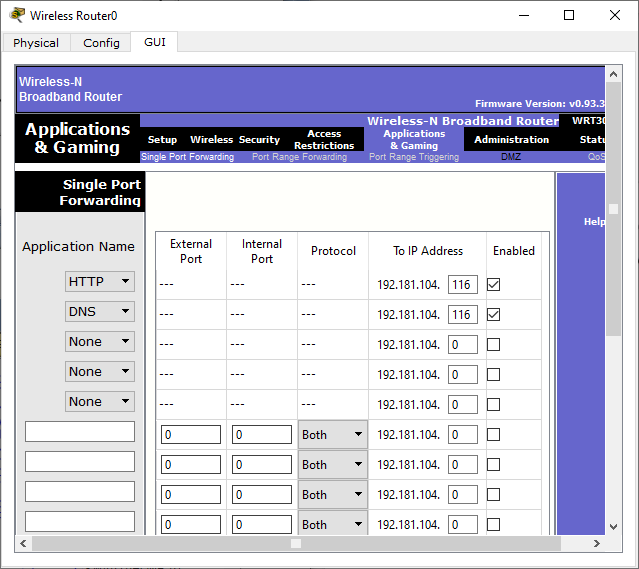 Wireless Router0
Physical Config GUI
Wireless-N
Broadband Router
Firmware Version: v0.93.3
Wireless-N Broadband Router WRT30
Applications
& Gaming
Setup Wireless Security Access Restrictions Applications & Gaming Administration Statu
Single Port Forwarding Port Range Forwarding Port Range Triggering DMZ QoS
Single Port
Forwarding
Help
Application Name
External Port Internal Port Protocol To IP Address Enabled
HTTP --- --- --- 192.181.104. 116
DNS --- --- --- 192.181.104. 116
None --- --- --- 192.181.104. 0
None --- --- --- 192.181.104. 0
None --- --- --- 192.181.104. 0
0 0 Both 192.181.104. 0
0 0 Both 192.181.104. 0
0 0 Both 192.181.104. 0
0 0 Both 192.181.104. 0